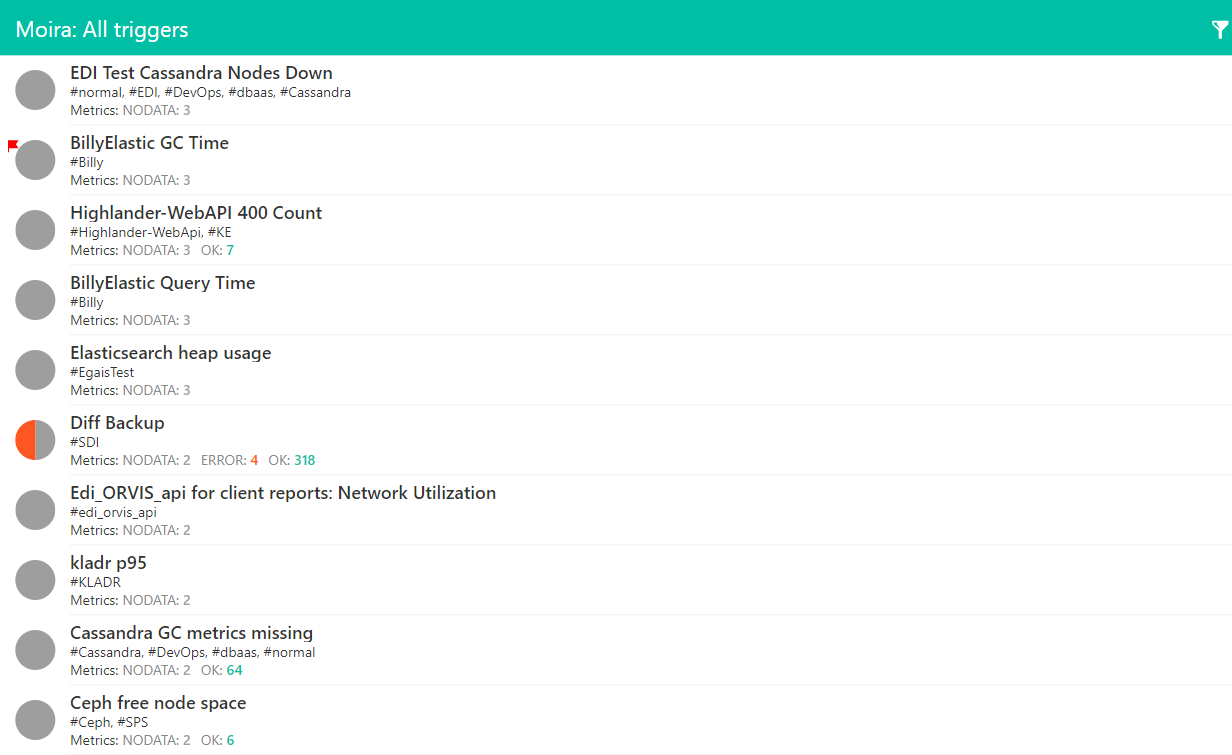 Moira: All triggers
EDI Test Cassandra Nodes Down
#normal, #EDI, #DevOps, #dbaas, #Cassandra
Metrics: NODATA: 3
BillyElastic GC Time
#Billy
Metrics: NODATA: 3
Highlander-WebAPI 400 Count
#Highlander-WebApi, #KE
Metrics: NODATA: 3 OK: 7
BillyElastic Query Time
#Billy
Metrics: NODATA: 3
Elasticsearch heap usage
#EgaisTest
Metrics: NODATA: 3
Diff Backup
#SDI
Metrics: NODATA: 2 ERROR: 4 OK: 318
Edi_ORVIS_api for client reports: Network Utilization
#edi_orvis_api
Metrics: NODATA: 2
kladr p95
#KLADR
Metrics: NODATA: 2
Cassandra GC metrics missing
#Cassandra, #DevOps, #dbaas, #normal
Metrics: NODATA: 2 OK: 64
Ceph free node space
#Ceph, #SPS
Metrics: NODATA: 2 OK: 6